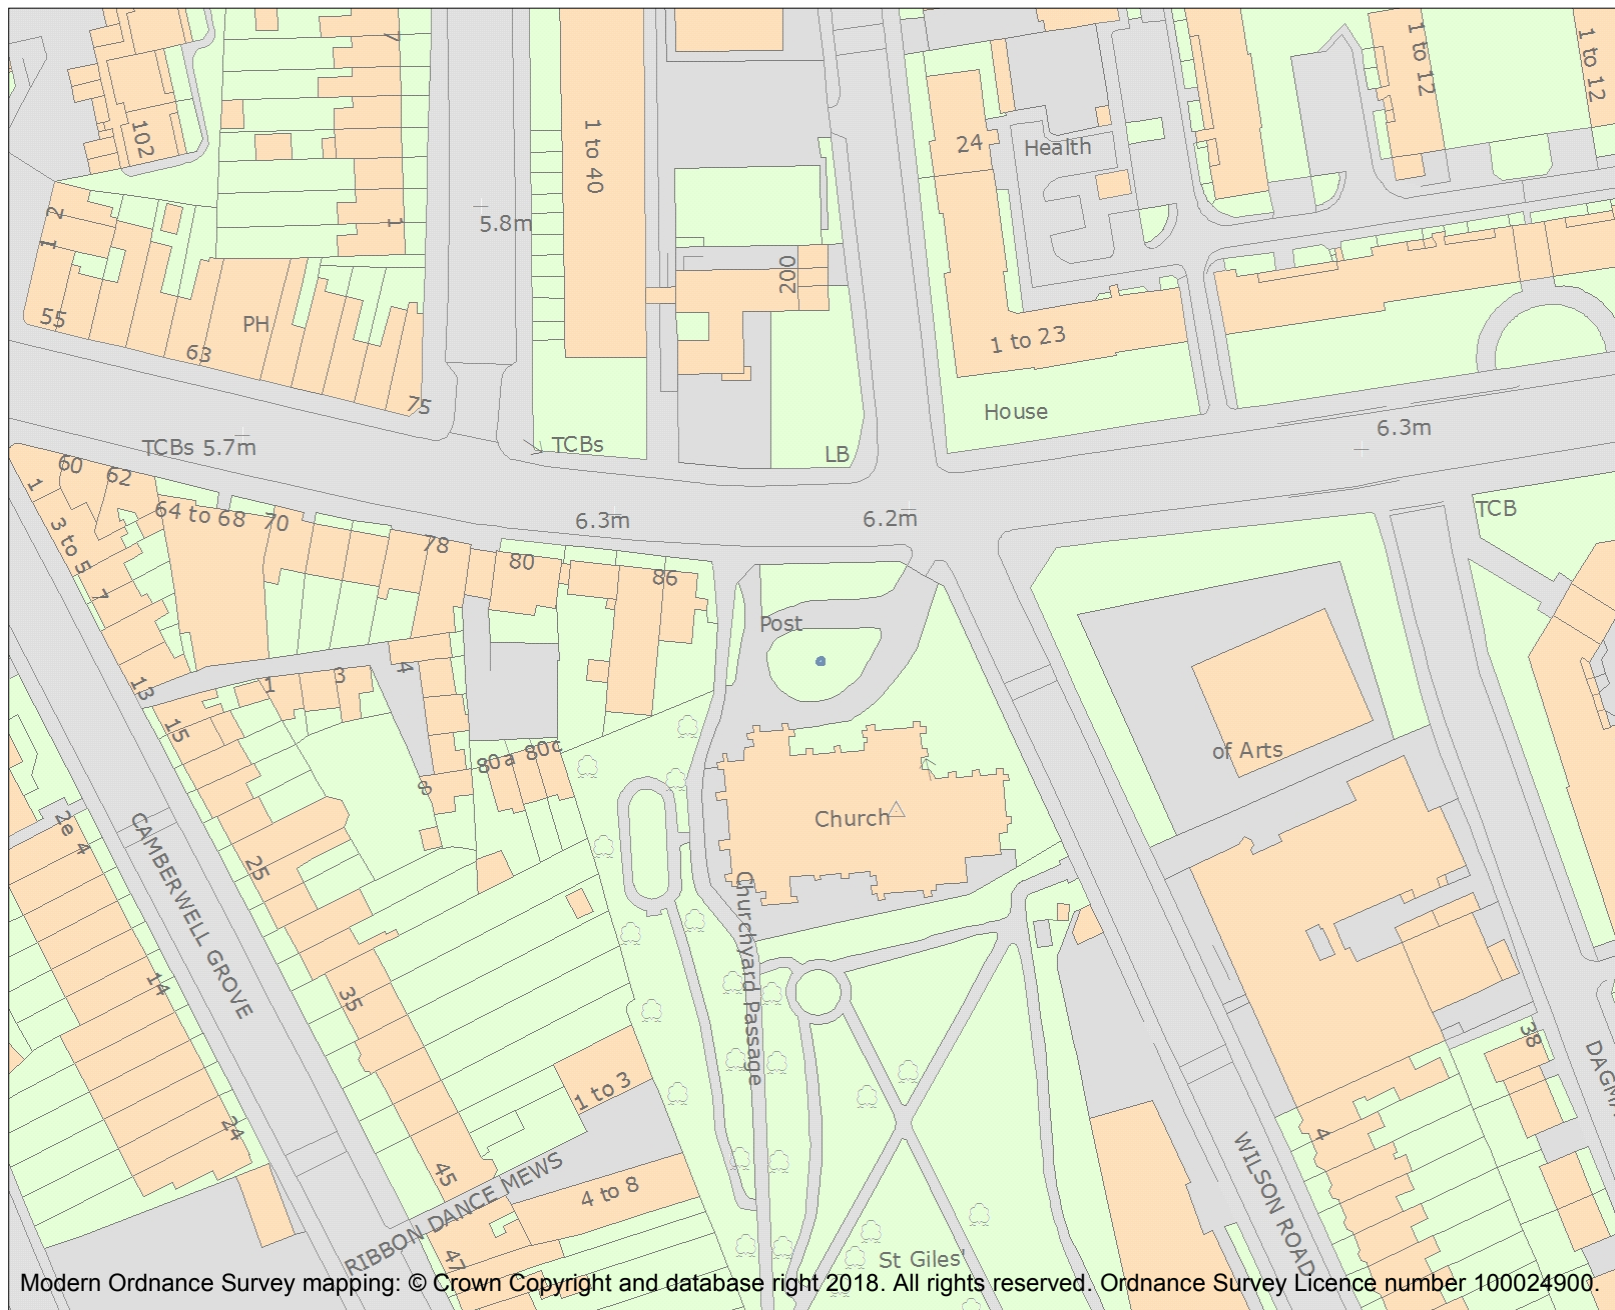 7
1 to 12
1 to 12
102
1 to 40
24
Health
2
1
1
5.8m
200
55
PH
63
1 to 23
75
House
TCBs 5.7m
TCBs
LB
6.3m
60
62
1
64 to 68
70
6.3m
6.2m
TCB
3 to 5
78
80
86
7
Post
13
1
3
4
15
80a
80c
8
of Arts
2e
4
Church
CAMBERWELL GROVE
25
Churchyard Passage
14
35
38
DAGMA
1 to 3
24
45
4
WILSON ROAD
RIBBON DANCE MEWS
4 to 8
47
St Giles'
Modern Ordnance Survey mapping: © Crown Copyright and database right 2018. All rights reserved. Ordnance Survey Licence number 100024900.